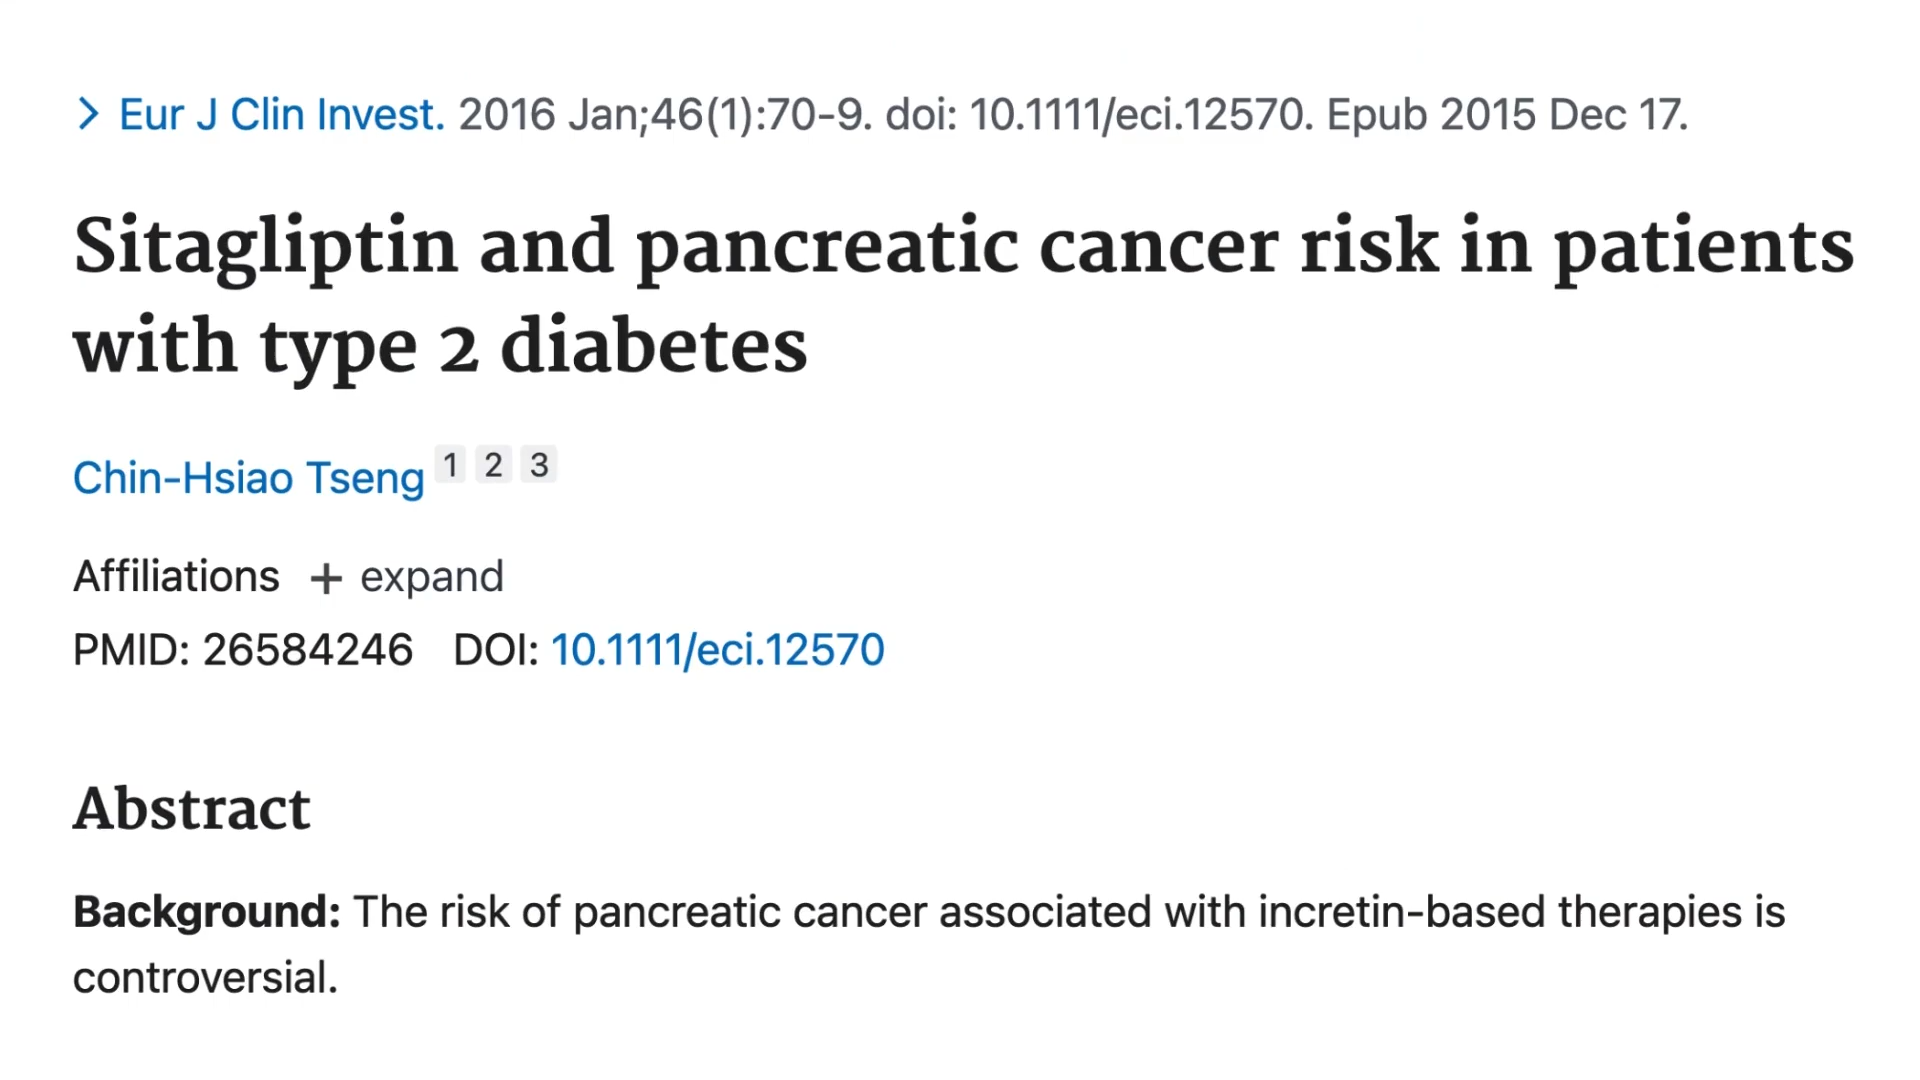 > Eur J Clin Invest. 2016 Jan;46(1):70-9. doi: 10.1111/eci.12570. Epub 2015 Dec 17.
Sitagliptin and pancreatic cancer risk in patients
with type 2 diabetes
Chin-Hsiao Tseng 1 2 3
Affiliations + expand
PMID: 26584246 DOI: 10.1111/eci.12570
Abstract
Background: The risk of pancreatic cancer associated with incretin-based therapies is
controversial.